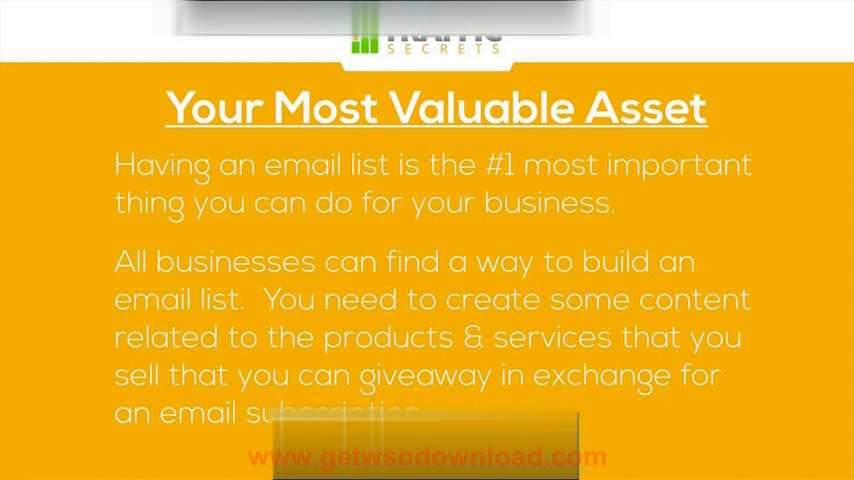 SECRETS
Your Most Valuable Asset
Having an email list is the #1 most important
thing you can do for your business.
All businesses can find a way to build an
email list. You need to create some content
related to the products & services that you
sell that you can giveaway in exchange for
an email subscription
www.getwsodownload.com